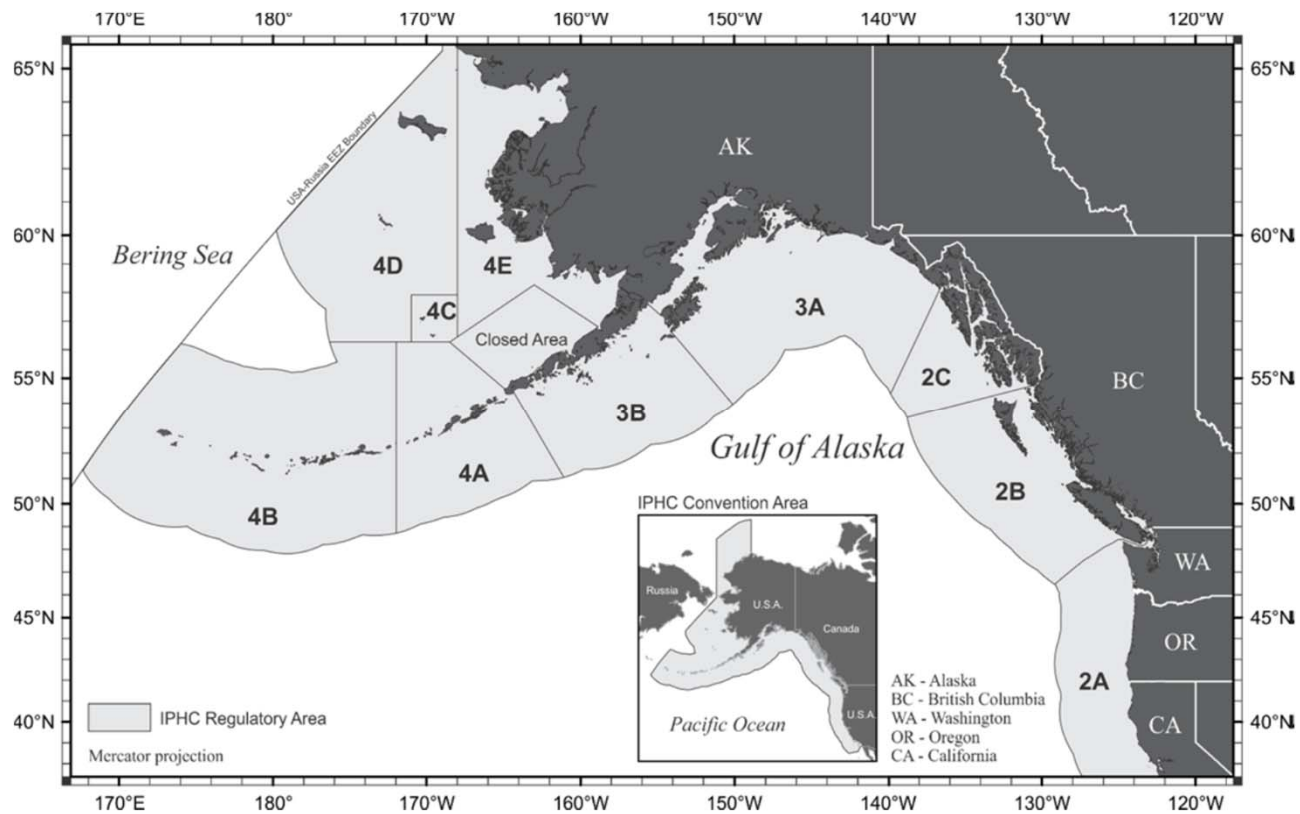 170°E 180° 170°W 160°W 150°W 140°W 130°W 120°W
65°N 65°N
USA-Russia EEZ Boundary
AK
60°N 60°N
Bering Sea
4D 4E
4C 3A
Closed Area
55°N 55°N
2C BC
3B
Gulf of Alaska
4A
50°N 50°N
4B 2B
IPHC Convention Area
WA
Russia U.S.A. Canada
45°N 45°N
OR
2A
U.S.A.
Pacific Ocean
IPHC Regulatory Area
40°N 40°N
CA
Mercator projection
AK - Alaska
BC - British Columbia
WA - Washington
OR - Oregon
CA - California
170°E 180° 170°W 160°W 150°W 140°W 130°W 120°W